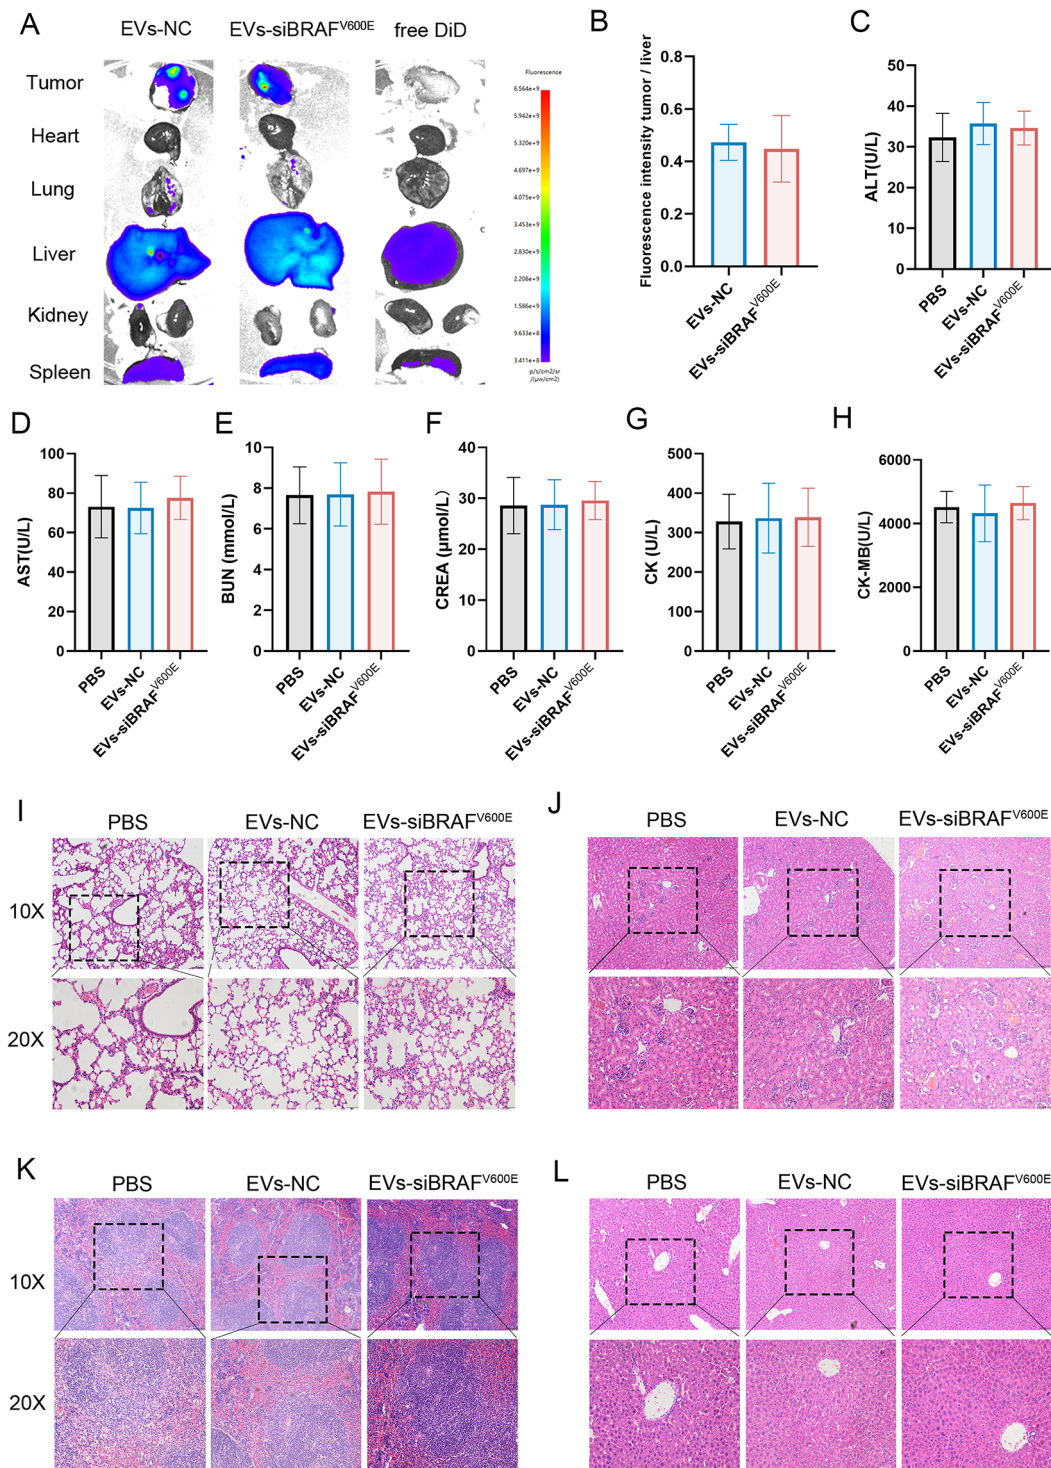 A
EVs-NC
EVs-siBRAF^V600E
free DiD
Tumor
Heart
Lung
Liver
Kidney
Spleen
Fluorescence
6.564e+9
5.942e+9
5.320e+9
4.697e+9
4.075e+9
3.453e+9
2.830e+9
2.208e+9
1.586e+9
9.633e+8
3.411e+8
p/s/cm2/sr
/(μw/cm2)
B
Fluorescence intensity tumor / liver
0.8
0.6
0.4
0.2
0.0
EVs-NC
EVs-siBRAF^V600E
C
ALT(U/L)
50
40
30
20
10
0
PBS
EVs-NC
EVs-siBRAF^V600E
D
AST(U/L)
100
80
60
40
20
0
PBS
EVs-NC
EVs-siBRAF^V600E
E
BUN (mmol/L)
10
8
6
4
2
0
PBS
EVs-NC
EVs-siBRAF^V600E
F
CREA (μmol/L)
40
30
20
10
0
PBS
EVs-NC
EVs-siBRAF^V600E
G
CK (U/L)
500
400
300
200
100
0
PBS
EVs-NC
EVs-siBRAF^V600E
H
CK-MB(U/L)
6000
4000
2000
0
PBS
EVs-NC
EVs-siBRAF^V600E
I
PBS
EVs-NC
EVs-siBRAF^V600E
10X
20X
J
PBS
EVs-NC
EVs-siBRAF^V600E
K
PBS
EVs-NC
EVs-siBRAF^V600E
10X
20X
L
PBS
EVs-NC
EVs-siBRAF^V600E